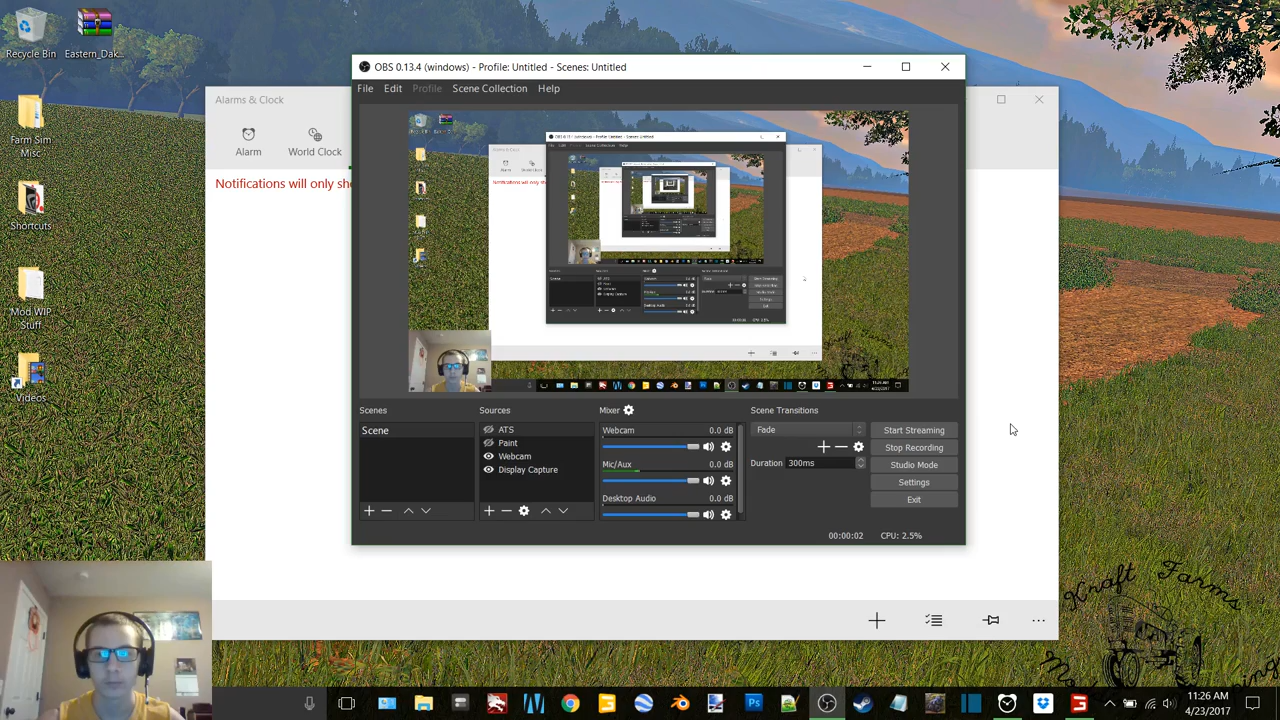 Recycle Bin
Eastern_Dak...
Farm Sim
Misc
Shortcuts
Mod WIP
Stuff
Videos
Alarms & Clock
Alarm
World Clock
Notifications will only sh
OBS 0.13.4 (windows) - Profile: Untitled - Scenes: Untitled
File Edit Profile Scene Collection Help
Scenes
Scene
Sources
ATS
Paint
Webcam
Display Capture
Mixer
Webcam 0.0 dB
Mic/Aux 0.0 dB
Desktop Audio 0.0 dB
Scene Transitions
Fade
Duration 300ms
Start Streaming
Stop Recording
Studio Mode
Settings
Exit
00:00:02 CPU: 2.5%
Kraft Farms
11:26 AM
4/23/2017